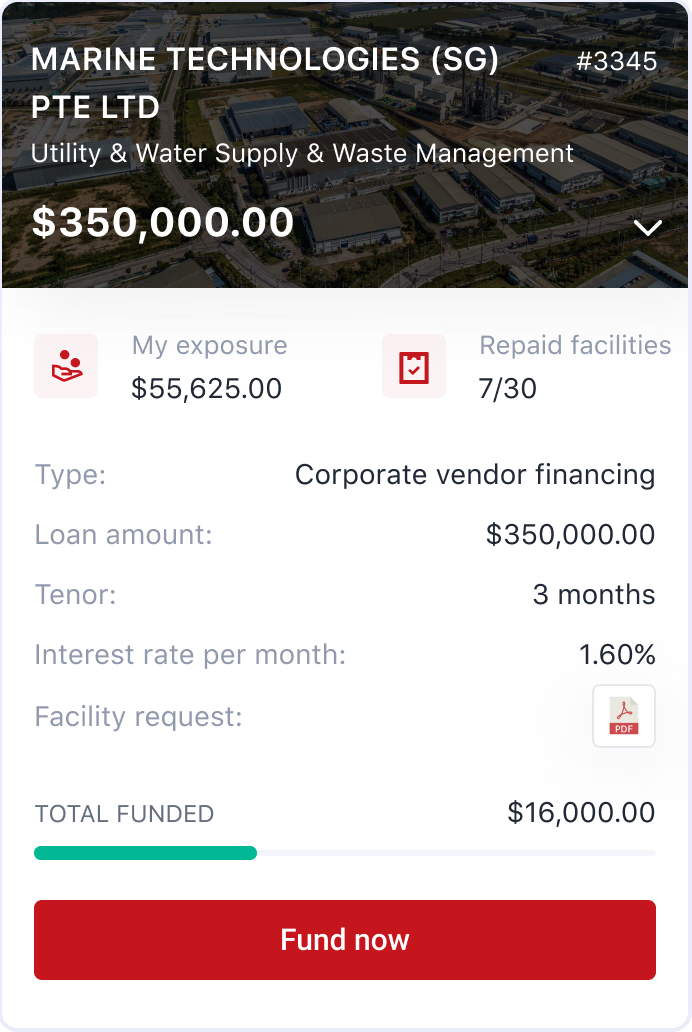 MARINE TECHNOLOGIES (SG) #3345
PTE LTD
Utility & Water Supply & Waste Management
$350,000.00
My exposure Repaid facilities
$55,625.00 7/30
Type: Corporate vendor financing
Loan amount: $350,000.00
Tenor: 3 months
Interest rate per month: 1.60%
Facility request: PDF
TOTAL FUNDED $16,000.00
Fund now